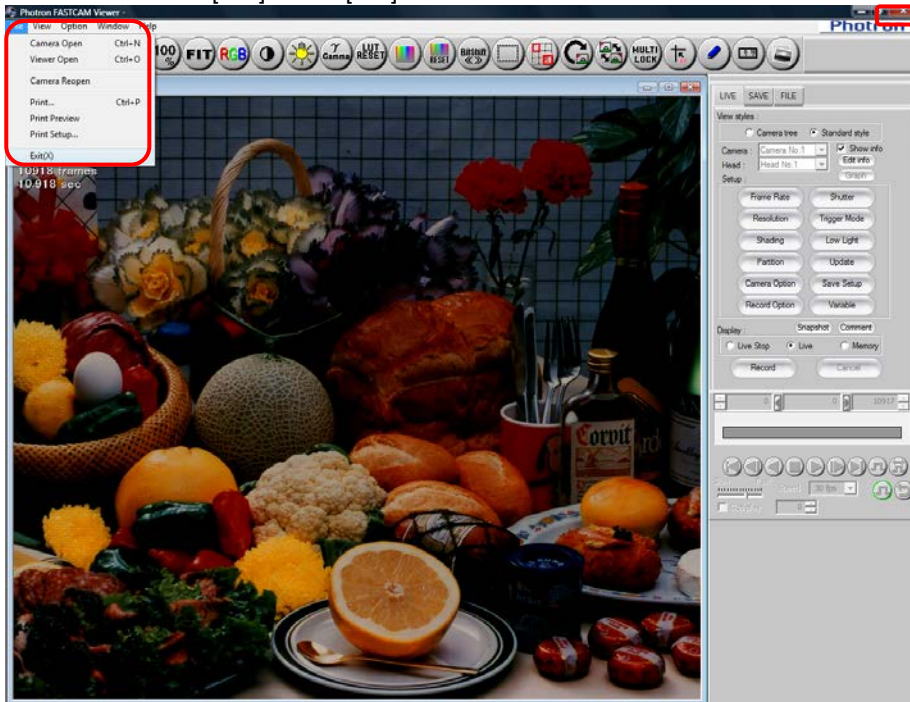 Photron FASTCAM Viewer -
View Option Window Help
Photron
Camera Open Ctrl+N
Viewer Open Ctrl+O
Camera Reopen
Print... Ctrl+P
Print Preview
Print Setup...
Exit(X)
100 % FIT RGB Gamma LUT RESET RESET Bitshift MULTI LOCK
10918 frames
10.918 sec
LIVE SAVE FILE
View styles :
Camera tree Standard style
Camera : Camera No.1 Show info
Head : Head No.1 Edit info
Setup : Graph
Frame Rate Shutter
Resolution Trigger Mode
Shading Low Light
Partition Update
Camera Option Save Setup
Record Option Variable
Display : Snapshot Comment
Live Stop Live Memory
Record Cancel
0 0 10917
Speed 30 fps
0
Corvit